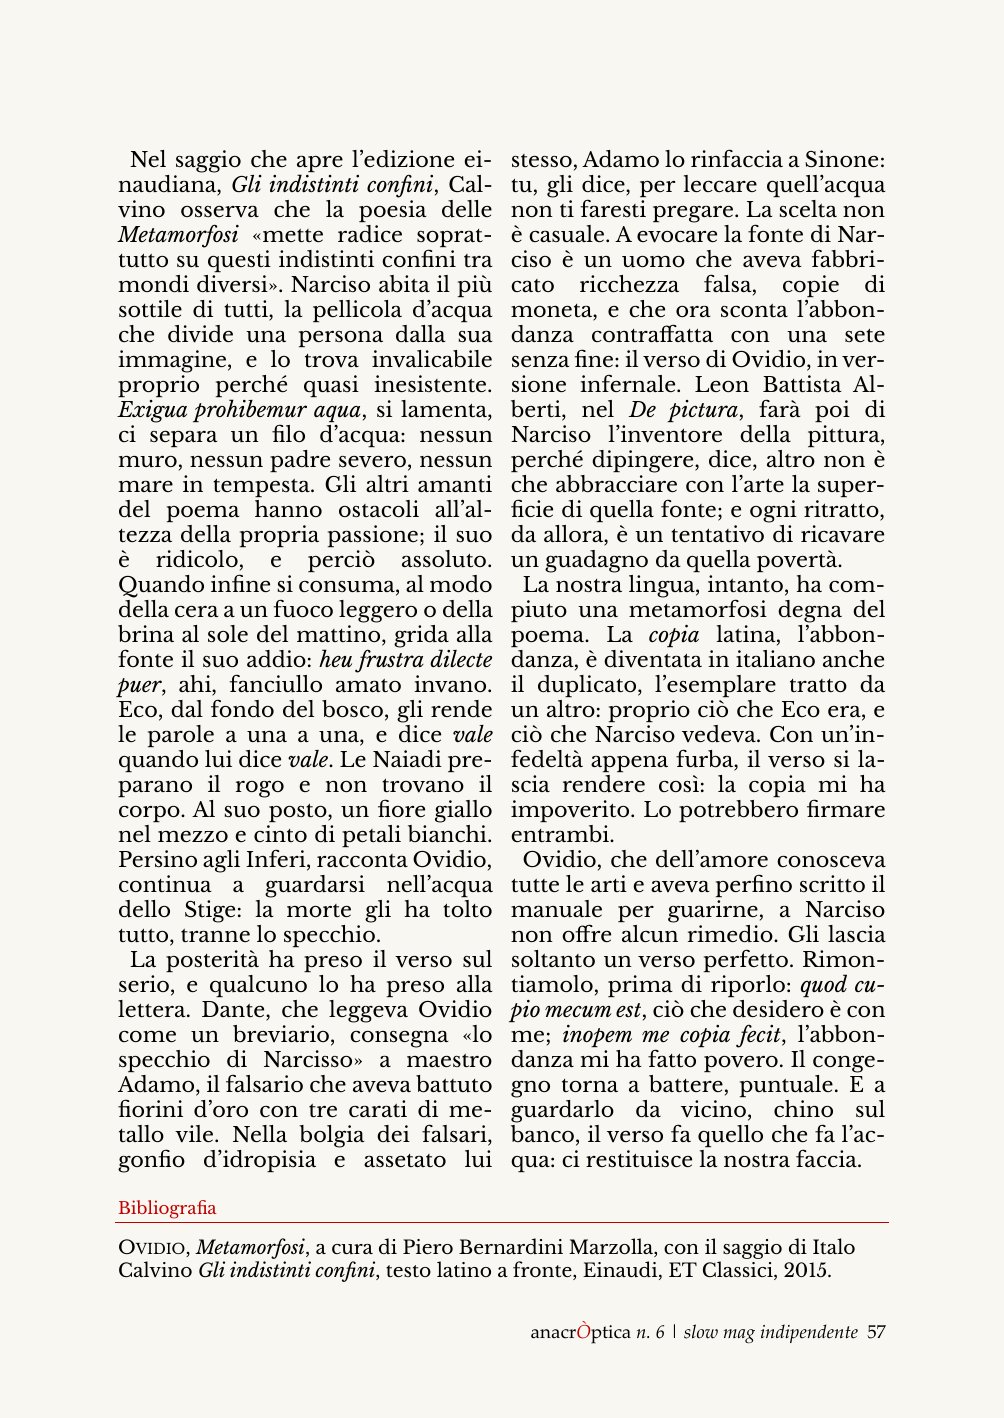 Nel saggio che apre l’edizione ei-
naudiana, Gli indistinti confini, Cal-
vino osserva che la poesia delle
Metamorfosi «mette radice soprat-
tutto su questi indistinti confini tra
mondi diversi». Narciso abita il più
sottile di tutti, la pellicola d’acqua
che divide una persona dalla sua
immagine, e lo trova invalicabile
proprio perché quasi inesistente.
Exigua prohibemur aqua, si lamenta,
ci separa un filo d’acqua: nessun
muro, nessun padre severo, nessun
mare in tempesta. Gli altri amanti
del poema hanno ostacoli all’al-
tezza della propria passione; il suo
è ridicolo, e perciò assoluto.
Quando infine si consuma, al modo
della cera a un fuoco leggero o della
brina al sole del mattino, grida alla
fonte il suo addio: heu frustra dilecte
puer, ahi, fanciullo amato invano.
Eco, dal fondo del bosco, gli rende
le parole a una a una, e dice vale
quando lui dice vale. Le Naiadi pre-
parano il rogo e non trovano il
corpo. Al suo posto, un fiore giallo
nel mezzo e cinto di petali bianchi.
Persino agli Inferi, racconta Ovidio,
continua a guardarsi nell’acqua
dello Stige: la morte gli ha tolto
tutto, tranne lo specchio.
La posterità ha preso il verso sul
serio, e qualcuno lo ha preso alla
lettera. Dante, che leggeva Ovidio
come un breviario, consegna «lo
specchio di Narcisso» a maestro
Adamo, il falsario che aveva battuto
fiorini d’oro con tre carati di me-
tallo vile. Nella bolgia dei falsari,
gonfio d’idropisia e assetato lui
stesso, Adamo lo rinfaccia a Sinone:
tu, gli dice, per leccare quell’acqua
non ti faresti pregare. La scelta non
è casuale. A evocare la fonte di Nar-
ciso è un uomo che aveva fabbri-
cato ricchezza falsa, copie di
moneta, e che ora sconta l’abbon-
danza contraffatta con una sete
senza fine: il verso di Ovidio, in ver-
sione infernale. Leon Battista Al-
berti, nel De pictura, farà poi di
Narciso l’inventore della pittura,
perché dipingere, dice, altro non è
che abbracciare con l’arte la super-
ficie di quella fonte; e ogni ritratto,
da allora, è un tentativo di ricavare
un guadagno da quella povertà.
La nostra lingua, intanto, ha com-
piuto una metamorfosi degna del
poema. La copia latina, l’abbon-
danza, è diventata in italiano anche
il duplicato, l’esemplare tratto da
un altro: proprio ciò che Eco era, e
ciò che Narciso vedeva. Con un’in-
fedeltà appena furba, il verso si la-
scia rendere così: la copia mi ha
impoverito. Lo potrebbero firmare
entrambi.
Ovidio, che dell’amore conosceva
tutte le arti e aveva perfino scritto il
manuale per guarirne, a Narciso
non offre alcun rimedio. Gli lascia
soltanto un verso perfetto. Rimon-
tiamolo, prima di riporlo: quod cu-
pio mecum est, ciò che desidero è con
me; inopem me copia fecit, l’abbon-
danza mi ha fatto povero. Il conge-
gno torna a battere, puntuale. E a
guardarlo da vicino, chino sul
banco, il verso fa quello che fa l’ac-
qua: ci restituisce la nostra faccia.
Bibliografia
OVIDIO, Metamorfosi, a cura di Piero Bernardini Marzolla, con il saggio di Italo
Calvino Gli indistinti confini, testo latino a fronte, Einaudi, ET Classici, 2015.
anacrÒptica n. 6 | slow mag indipendente 57